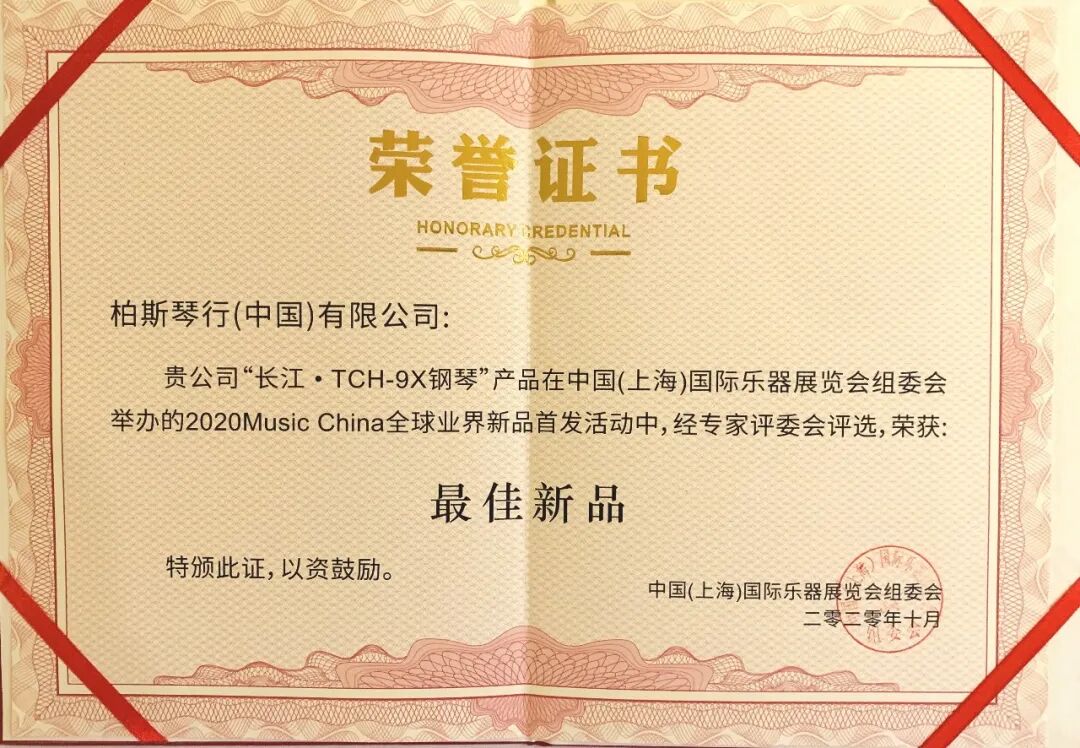 荣誉证书
HONORARY CREDENTIAL
柏斯琴行(中国)有限公司:
贵公司“长江·TCH-9X钢琴”产品在中国(上海)国际乐器展览会组委会
举办的2020Music China全球业界新品首发活动中,经专家评委会评选,荣获:
最佳新品
特颁此证,以资鼓励。
中国(上海)国际乐器展览会组委会
二零二零年十月